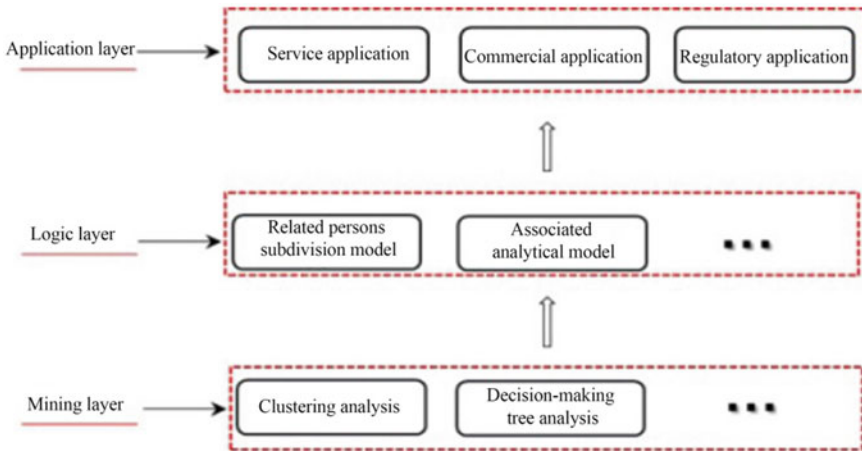 Application layer
Service application
Commercial application
Regulatory application
Logic layer
Related persons
subdivision model
Associated
analytical model
Mining layer
Clustering analysis
Decision-making
tree analysis